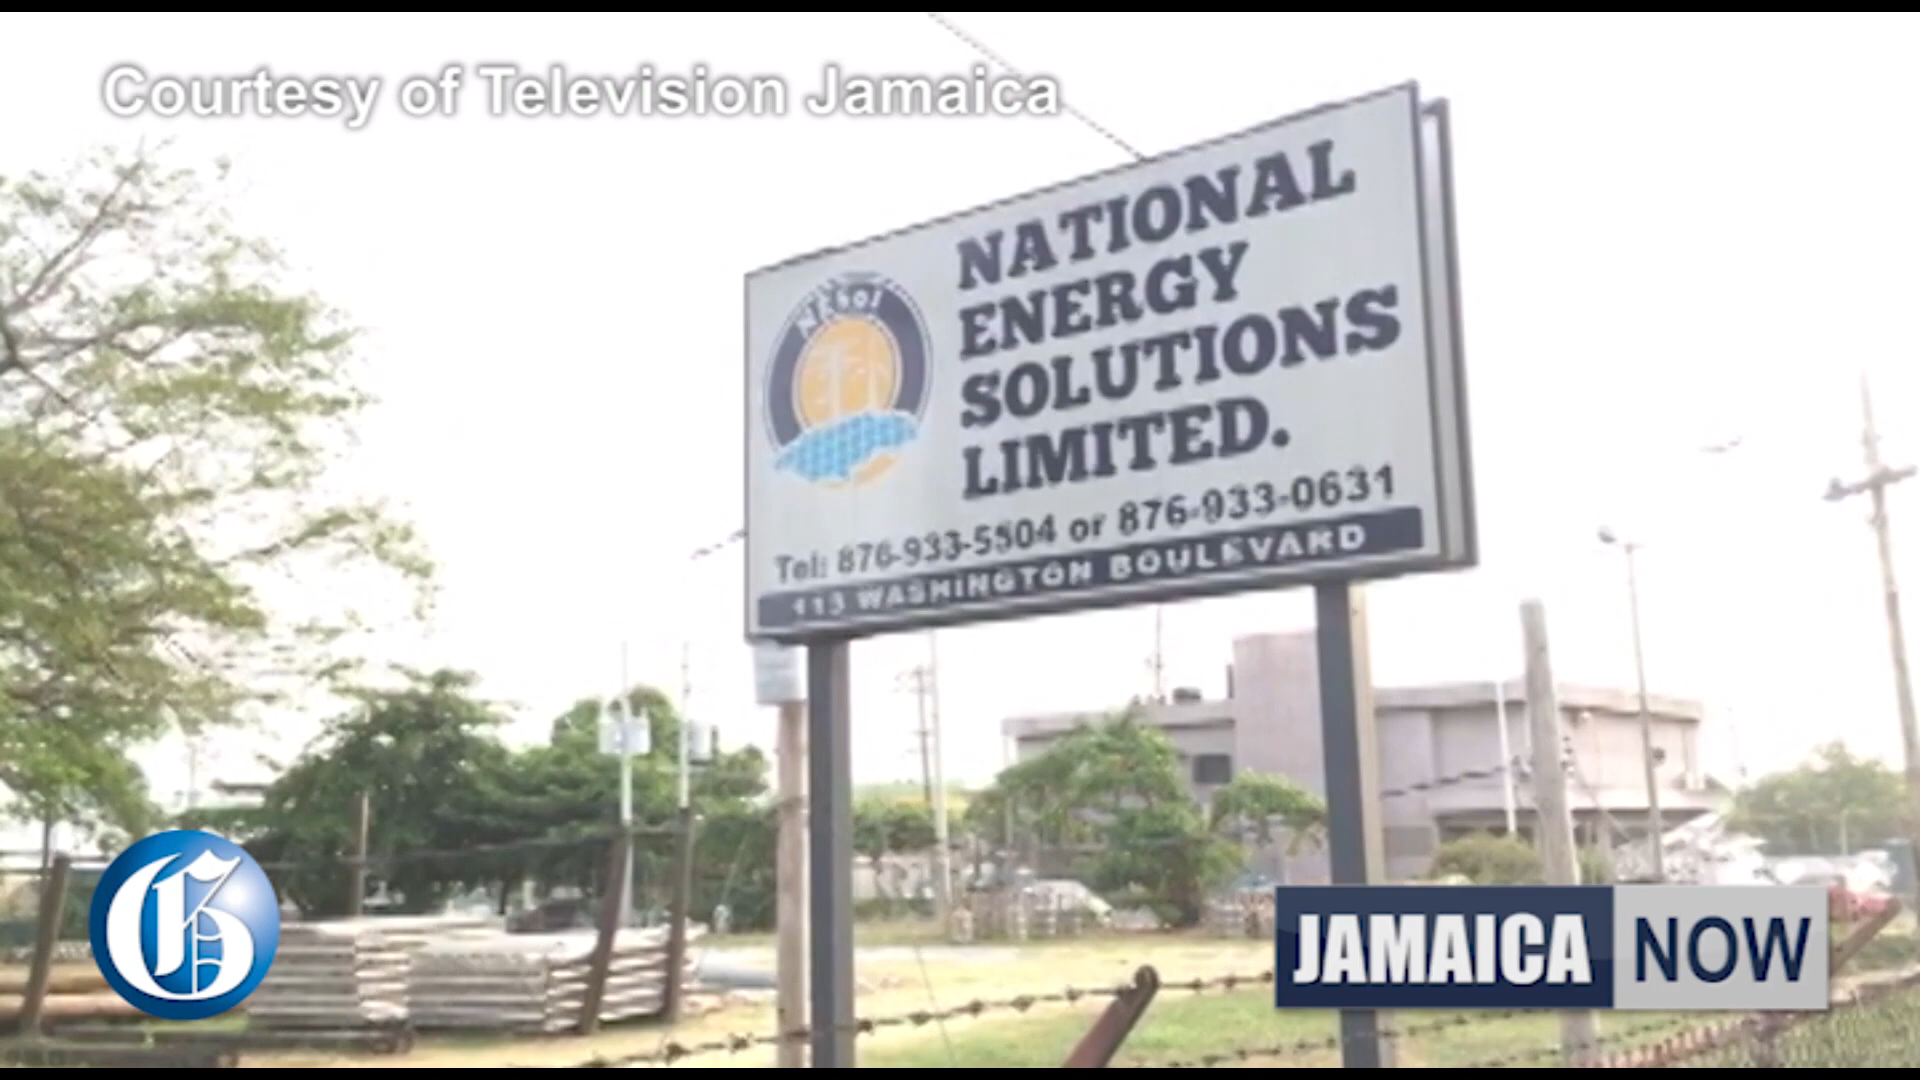 Courtesy of Television Jamaica
NESol
NATIONAL
ENERGY
SOLUTIONS
LIMITED.
Tel: 876-933-5504 or 876-933-0631
113 WASHINGTON BOULEVARD
G
JAMAICA NOW